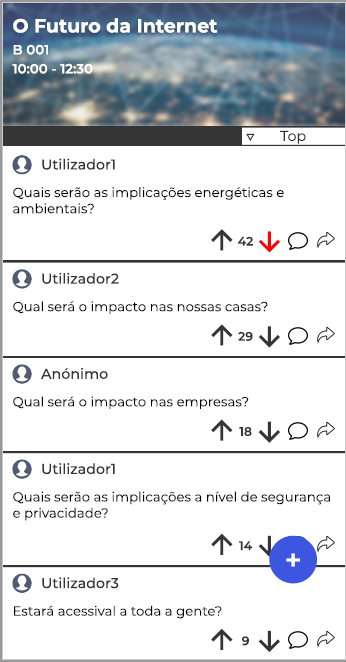 O Futuro da Internet
B 001
10:00 - 12:30
Top
Utilizador1
Quais serão as implicações energéticas e
ambientais?
42
Utilizador2
Qual será o impacto nas nossas casas?
29
Anónimo
Qual será o impacto nas empresas?
18
Utilizador1
Quais serão as implicações a nível de segurança
e privacidade?
14
Utilizador3
Estará acessival a toda a gente?
9